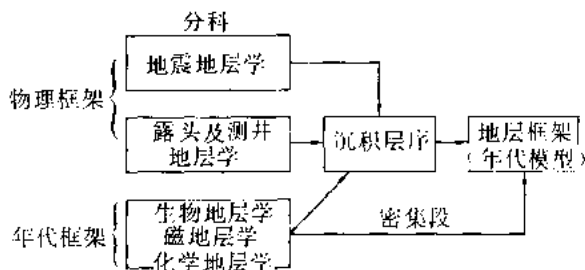 分科
地震地层学
物理框架
露头及测井
地层学
沉积层序
地层框架
(年代模型)
生物地层学
磁地层学
化学地层学
年代框架
密集段